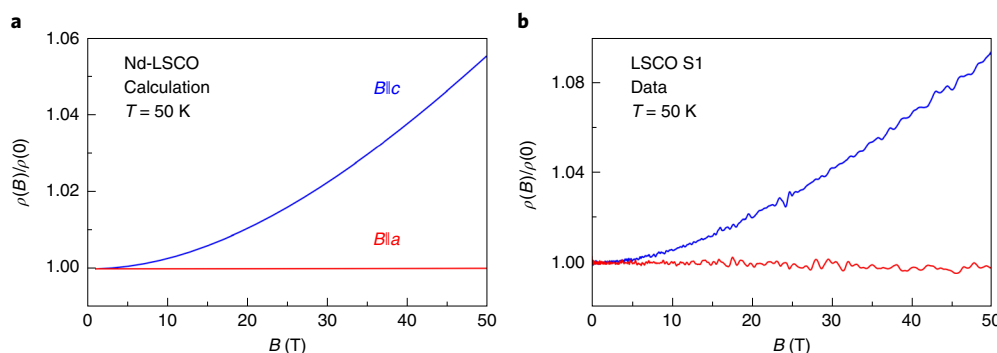 a
1.06
1.04
1.02
1.00
ρ(B)/ρ(0)
Nd-LSCO
Calculation
T = 50 K
B∥c
B∥a
0 10 20 30 40 50
B (T)
b
1.08
1.04
1.00
ρ(B)/ρ(0)
LSCO S1
Data
T = 50 K
0 10 20 30 40 50
B (T)